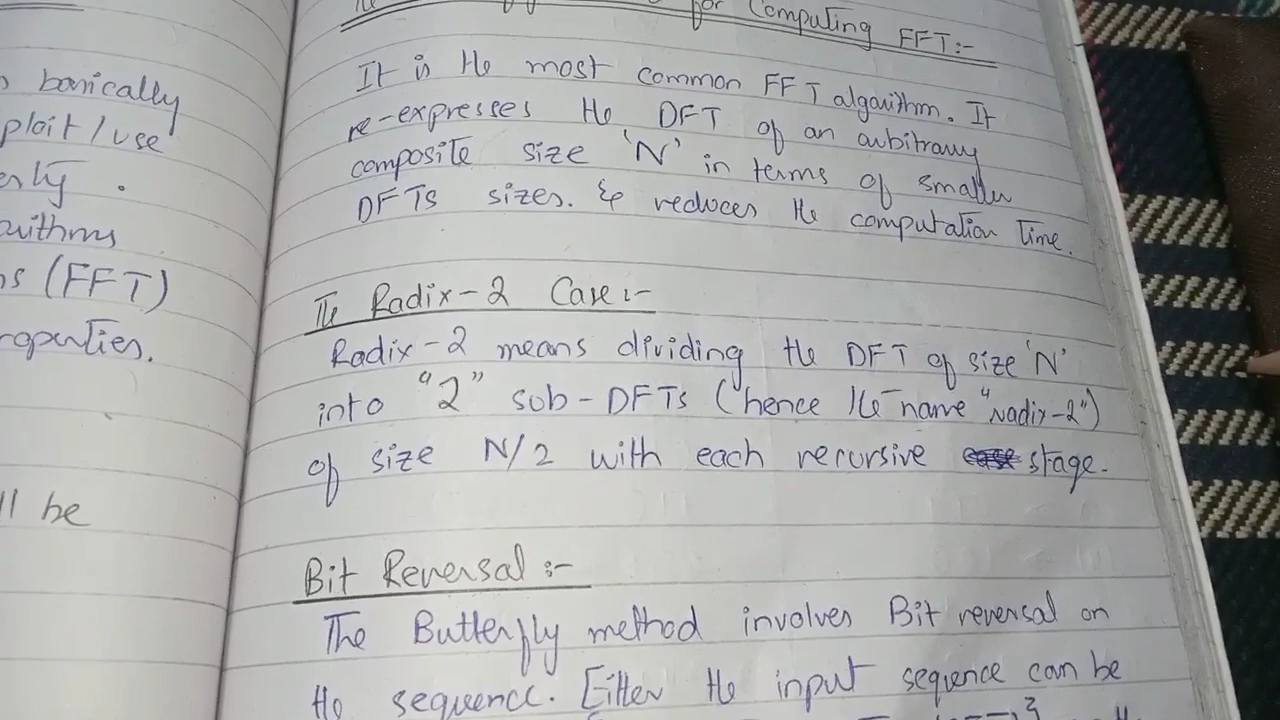 basically
ploit / use
erly.
orithms
ns (FFT)
roperties.
ll be
for Computing FFT:-
It is the most common FFT algorithm. It
re-expresses the DFT of an arbitrary
composite size 'N' in terms of smaller
DFTs sizes. & reduces the computation time.
The Radix-2 Case:-
Radix-2 means dividing the DFT of size 'N'
into "2" sub-DFTs (hence the name "radix-2")
of size N/2 with each recursive stage.
Bit Reversal:-
The Butterfly method involves Bit reversal on
the sequence. Either the input sequence can be